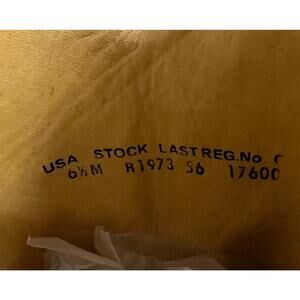 USA STOCK LAST REG. No
6½M R1973 S6 17600